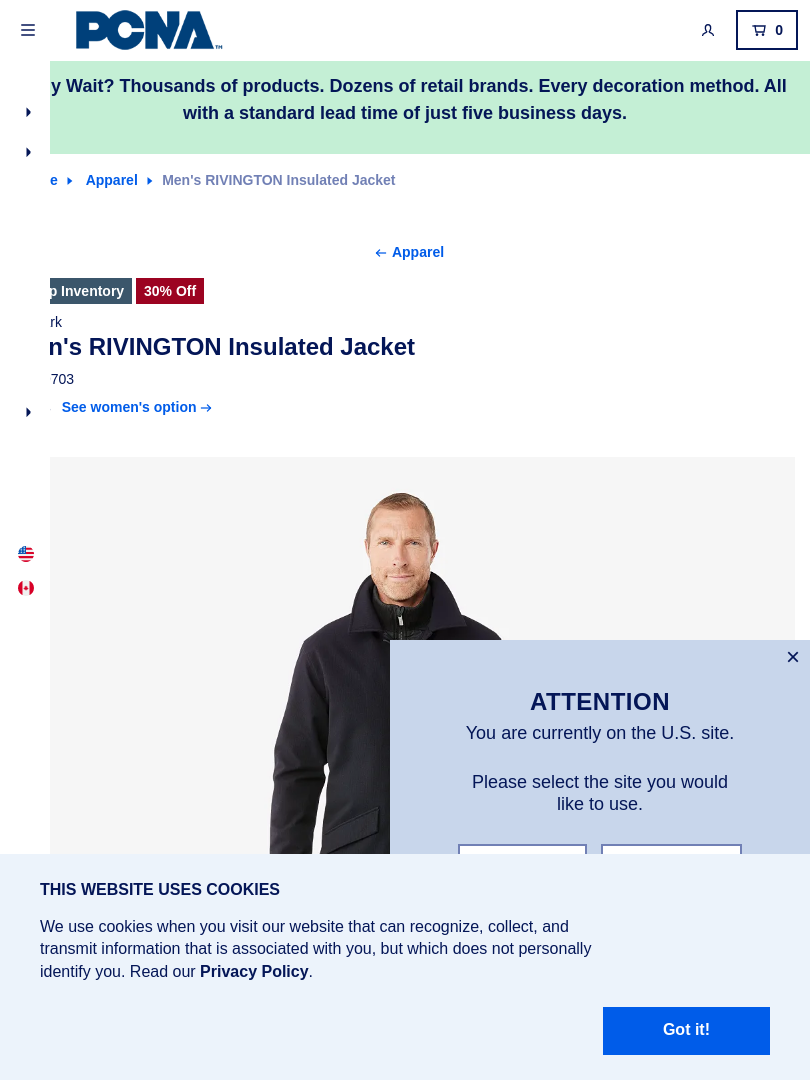 PCNA™
0
y Wait? Thousands of products. Dozens of retail brands. Every decoration method. All
with a standard lead time of just five business days.
e Apparel Men's RIVINGTON Insulated Jacket
← Apparel
p Inventory 30% Off
rk
n's RIVINGTON Insulated Jacket
703
See women's option →
×
ATTENTION
You are currently on the U.S. site.
Please select the site you would
like to use.
THIS WEBSITE USES COOKIES
We use cookies when you visit our website that can recognize, collect, and
transmit information that is associated with you, but which does not personally
identify you. Read our Privacy Policy.
Got it!